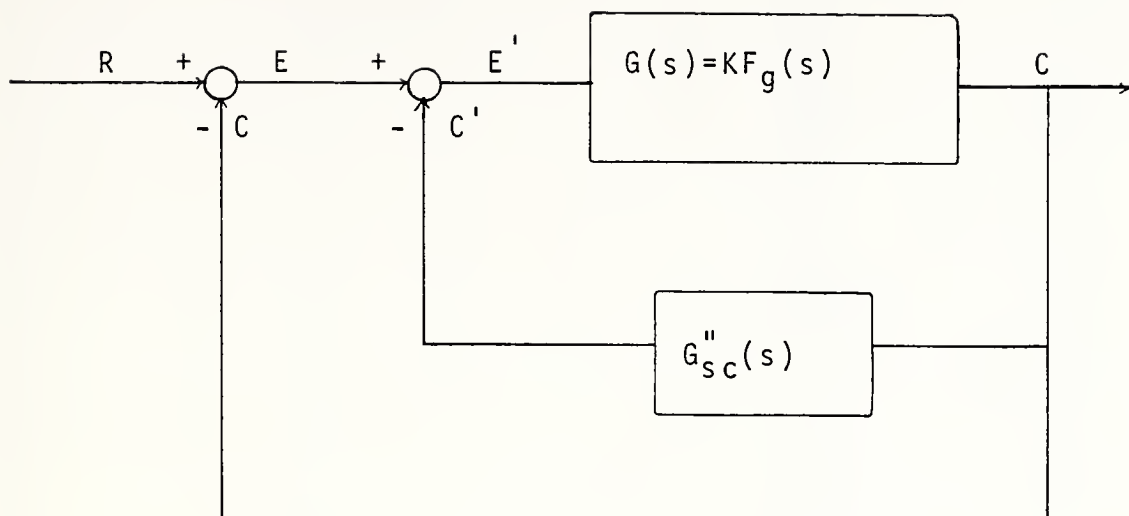 R + E + E' G(s)=KF_g(s) C
- C - C'
G"_sc(s)